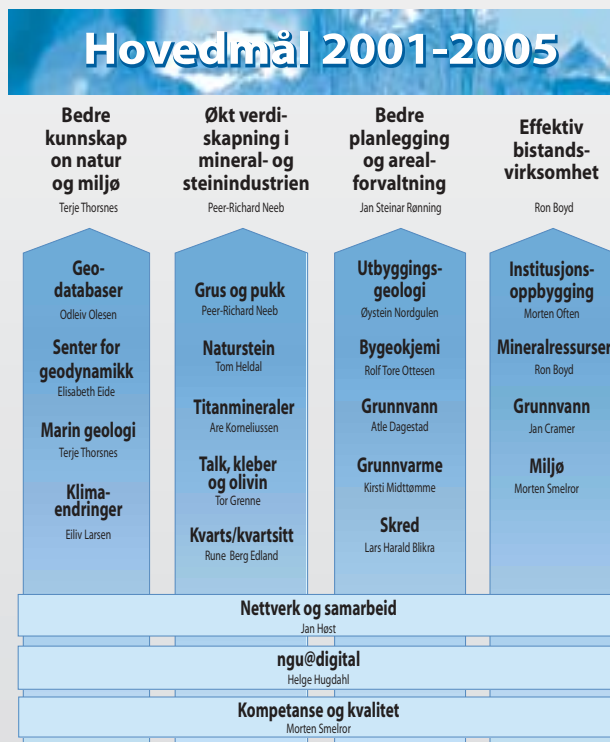 Hovedmål 2001-2005
Bedre
kunnskap
on natur
og miljø
Terje Thorsnes
Økt verdi-
skapning i
mineral- og
steinindustrien
Peer-Richard Neeb
Bedre
planlegging
og areal-
forvaltning
Jan Steinar Rønning
Effektiv
bistands-
virksomhet
Ron Boyd
Geo-
databaser
Odleiv Olesen
Senter for
geodynamikk
Elisabeth Eide
Marin geologi
Terje Thorsnes
Klima-
endringer
Eiliv Larsen
Grus og pukk
Peer-Richard Neeb
Naturstein
Tom Heldal
Titanmineraler
Are Korneliussen
Talk, kleber
og olivin
Tor Grenne
Kvarts/kvartsitt
Rune Berg Edland
Utbyggings-
geologi
Øystein Nordgulen
Bygeokjemi
Rolf Tore Ottesen
Grunnvann
Atle Dagestad
Grunnvarme
Kirsti Midttømme
Skred
Lars Harald Blikra
Institusjons-
oppbygging
Morten Often
Mineralressurser
Ron Boyd
Grunnvann
Jan Cramer
Miljø
Morten Smelror
Nettverk og samarbeid
Jan Høst
ngu@digital
Helge Hugdahl
Kompetanse og kvalitet
Morten Smelror